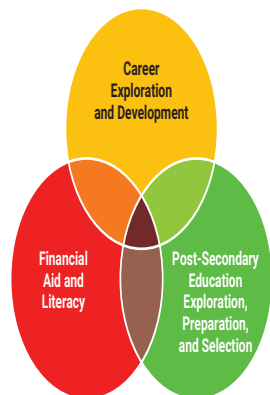 Career
Exploration
and Development
Financial
Aid and
Literacy
Post-Secondary
Education
Exploration,
Preparation,
and Selection